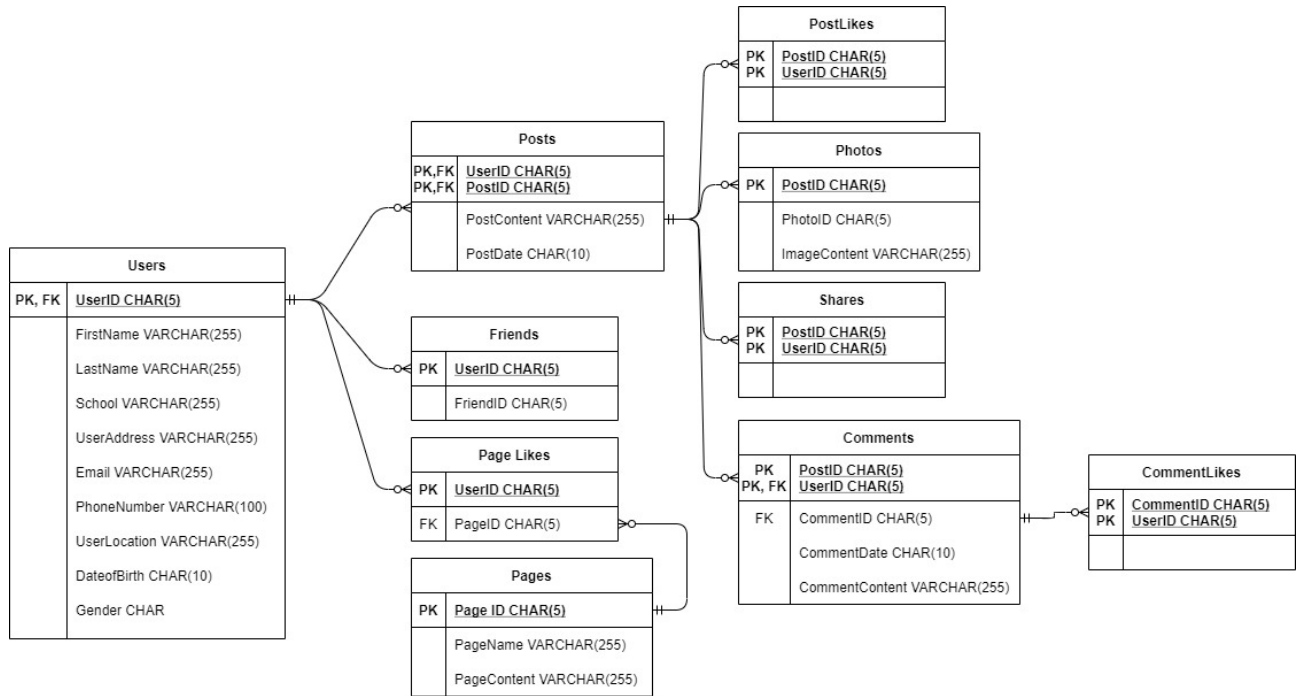 Users
PK, FK UserID CHAR(5)
FirstName VARCHAR(255)
LastName VARCHAR(255)
School VARCHAR(255)
UserAddress VARCHAR(255)
Email VARCHAR(255)
PhoneNumber VARCHAR(100)
UserLocation VARCHAR(255)
DateofBirth CHAR(10)
Gender CHAR
Posts
PK,FK UserID CHAR(5)
PK,FK PostID CHAR(5)
PostContent VARCHAR(255)
PostDate CHAR(10)
Friends
PK UserID CHAR(5)
FriendID CHAR(5)
Page Likes
PK UserID CHAR(5)
FK PageID CHAR(5)
Pages
PK Page ID CHAR(5)
PageName VARCHAR(255)
PageContent VARCHAR(255)
PostLikes
PK PostID CHAR(5)
PK UserID CHAR(5)
Photos
PK PostID CHAR(5)
PhotoID CHAR(5)
ImageContent VARCHAR(255)
Shares
PK PostID CHAR(5)
PK UserID CHAR(5)
Comments
PK PostID CHAR(5)
PK, FK UserID CHAR(5)
FK CommentID CHAR(5)
CommentDate CHAR(10)
CommentContent VARCHAR(255)
CommentLikes
PK CommentID CHAR(5)
PK UserID CHAR(5)